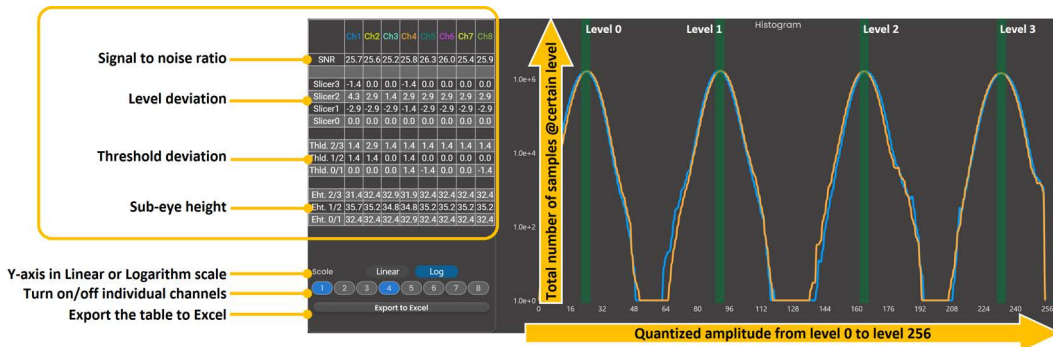 Ch1 Ch2 Ch3 Ch4 Ch5 Ch6 Ch7 Ch8
Signal to noise ratio
SNR 25.7 25.6 25.2 25.8 26.3 26.0 25.4 25.9
Level deviation
Slicer3 -1.4 0.0 0.0 -1.4 0.0 0.0 0.0 0.0
Slicer2 4.3 2.9 1.4 2.9 2.9 2.9 2.9 2.9
Slicer1 -2.9 -2.9 -2.9 -1.4 -2.9 -2.9 -2.9 -2.9
Slicer0 0.0 0.0 0.0 0.0 0.0 0.0 0.0 0.0
Threshold deviation
Thld. 2/3 1.4 2.9 1.4 1.4 1.4 1.4 1.4 1.4
Thld. 1/2 1.4 1.4 0.0 1.4 0.0 0.0 0.0 0.0
Thld. 0/1 0.0 0.0 0.0 1.4 -1.4 0.0 0.0 -1.4
Sub-eye height
Eht. 2/3 31.4 32.4 32.9 31.9 32.4 32.4 32.4 32.4
Eht. 1/2 35.7 35.2 34.8 34.8 35.2 35.2 35.2 35.2
Eht. 0/1 32.4 32.4 32.4 32.9 32.4 32.4 32.4 32.4
Y-axis in Linear or Logarithm scale
Scale Linear Log
Turn on/off individual channels
1 2 3 4 5 6 7 8
Export the table to Excel
Export to Excel
Histogram
Level 0 Level 1 Level 2 Level 3
Total number of samples @certain level
1.0e+6
1.0e+4
1.0e+2
1.0e+0
0 16 32 48 64 80 96 112 128 144 160 176 192 208 224 240 256
Quantized amplitude from level 0 to level 256